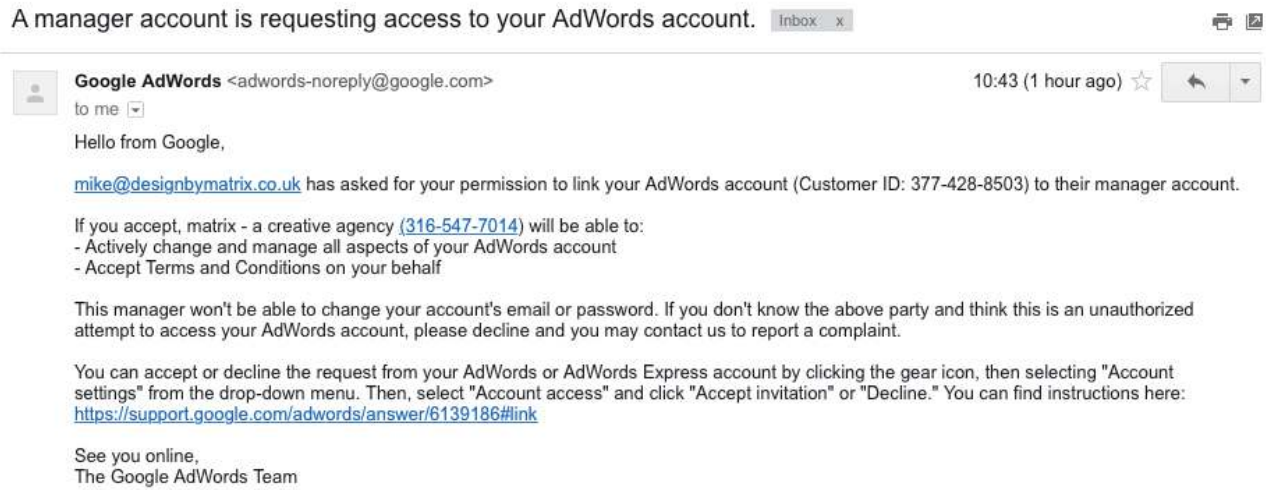 A manager account is requesting access to your AdWords account. Inbox x
Google AdWords <adwords-noreply@google.com> 10:43 (1 hour ago)
to me
Hello from Google,
mike@designbymatrix.co.uk has asked for your permission to link your AdWords account (Customer ID: 377-428-8503) to their manager account.
If you accept, matrix - a creative agency (316-547-7014) will be able to:
- Actively change and manage all aspects of your AdWords account
- Accept Terms and Conditions on your behalf
This manager won't be able to change your account's email or password. If you don't know the above party and think this is an unauthorized
attempt to access your AdWords account, please decline and you may contact us to report a complaint.
You can accept or decline the request from your AdWords or AdWords Express account by clicking the gear icon, then selecting "Account
settings" from the drop-down menu. Then, select "Account access" and click "Accept invitation" or "Decline." You can find instructions here:
https://support.google.com/adwords/answer/6139186#link
See you online,
The Google AdWords Team